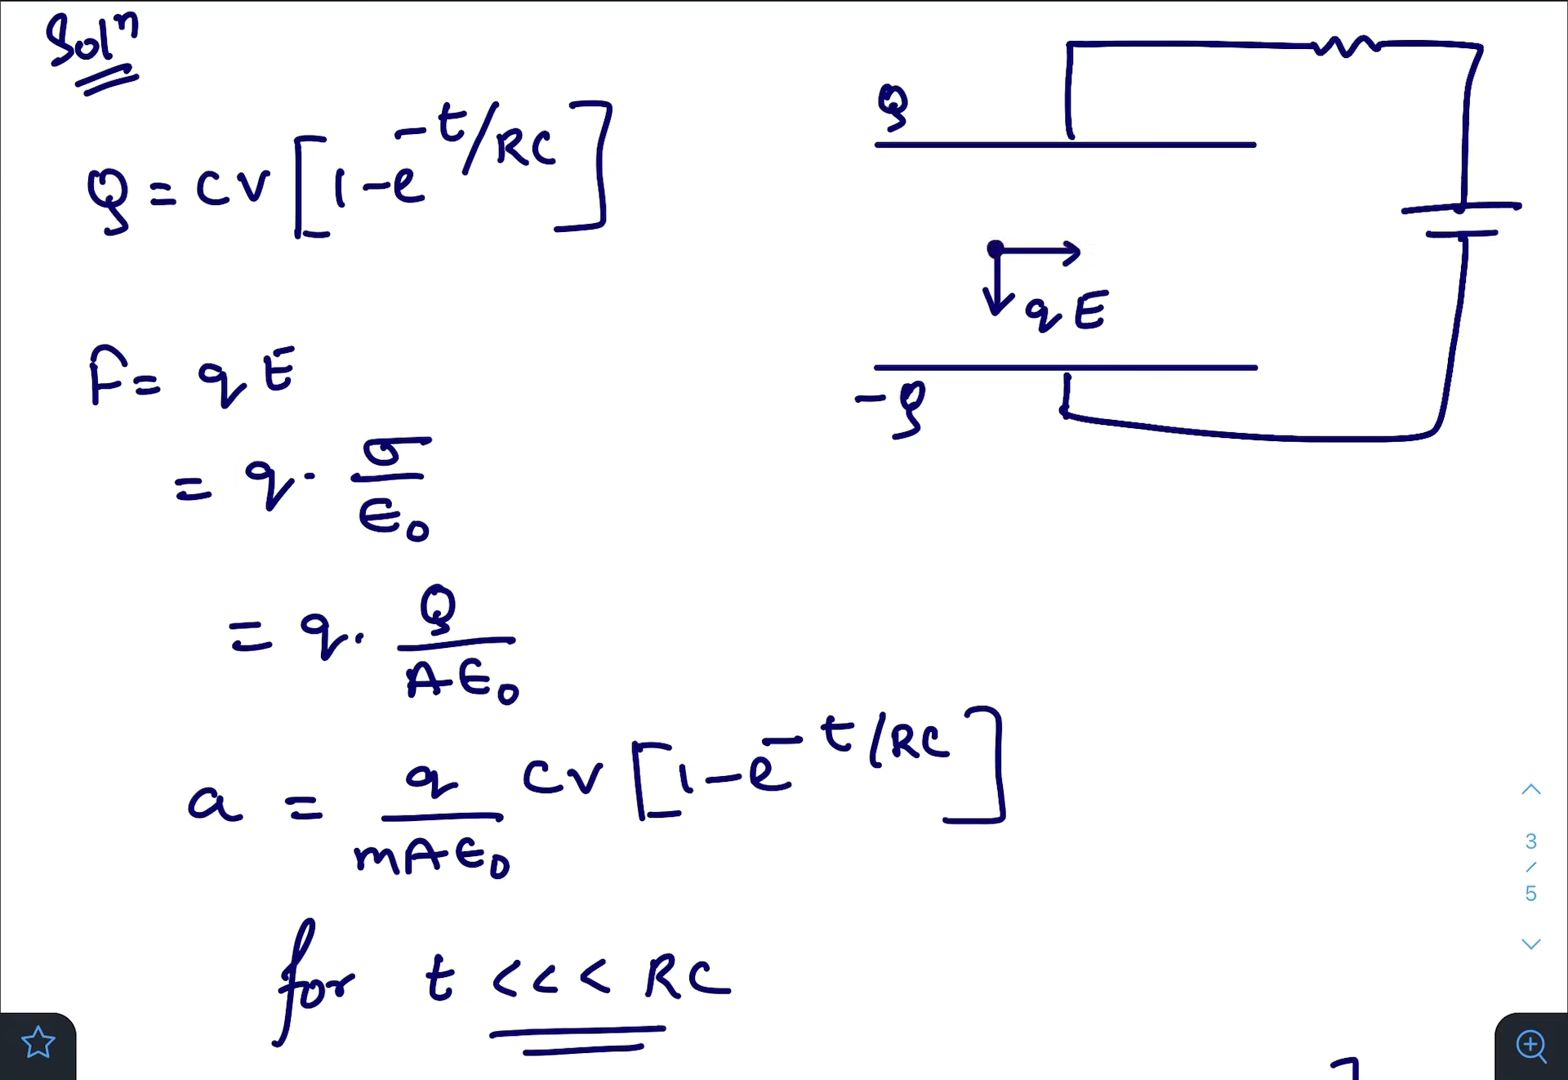 Solⁿ
Q = CV [1-e^{-t/RC}]
F = qE
= q. σ/ε₀
= q. Q/Aε₀
a = q/mAε₀ CV [1-e^{-t/RC}]
for t <<< RC
Q
qE
-Q
3
/
5